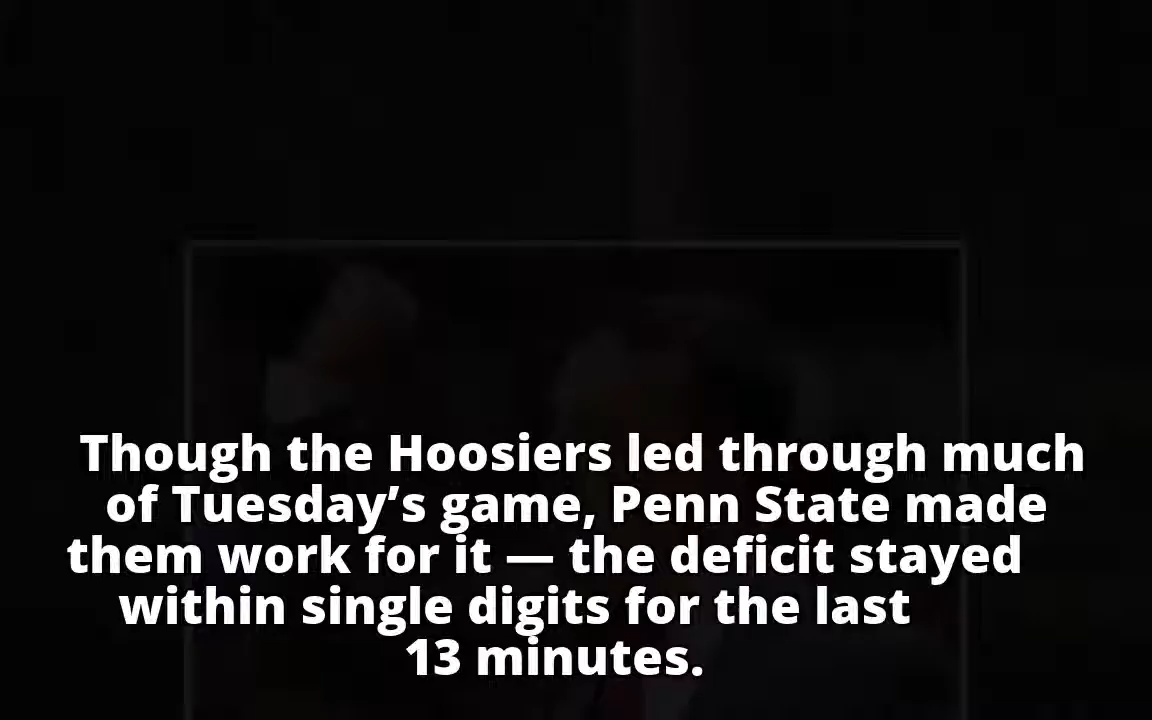 Though the Hoosiers led through much
of Tuesday’s game, Penn State made
them work for it — the deficit stayed
within single digits for the last
13 minutes.